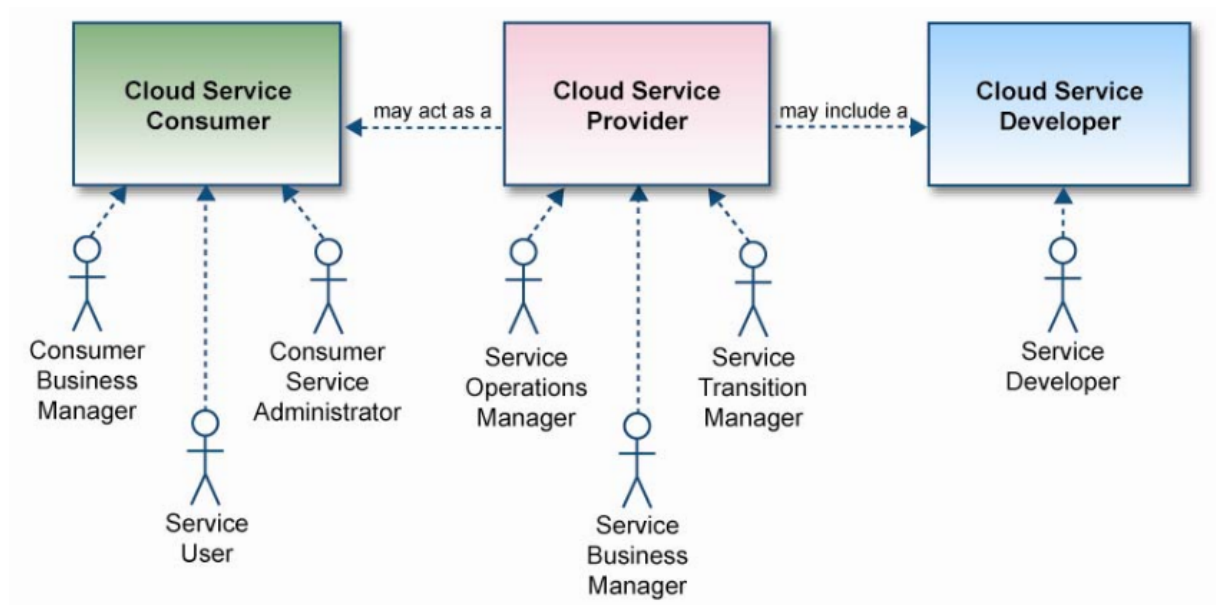 Cloud Service
Consumer
may act as a
Cloud Service
Provider
may include a
Cloud Service
Developer
Consumer
Business
Manager
Service
User
Consumer
Service
Administrator
Service
Operations
Manager
Service
Business
Manager
Service
Transition
Manager
Service
Developer